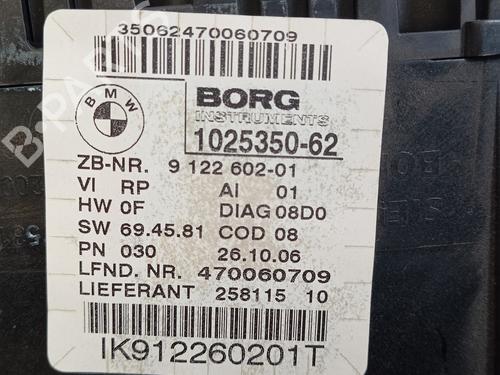 35062470060709
BMW
BORG
INSTRUMENTS
1025350-62
ZB-NR. 9 122 602-01
VI RP AI 01
HW 0F DIAG 08D0
SW 69.45.81 COD 08
PN 030 26.10.06
LFND. NR. 470060709
LIEFERANT 258115 10
IK912260201T